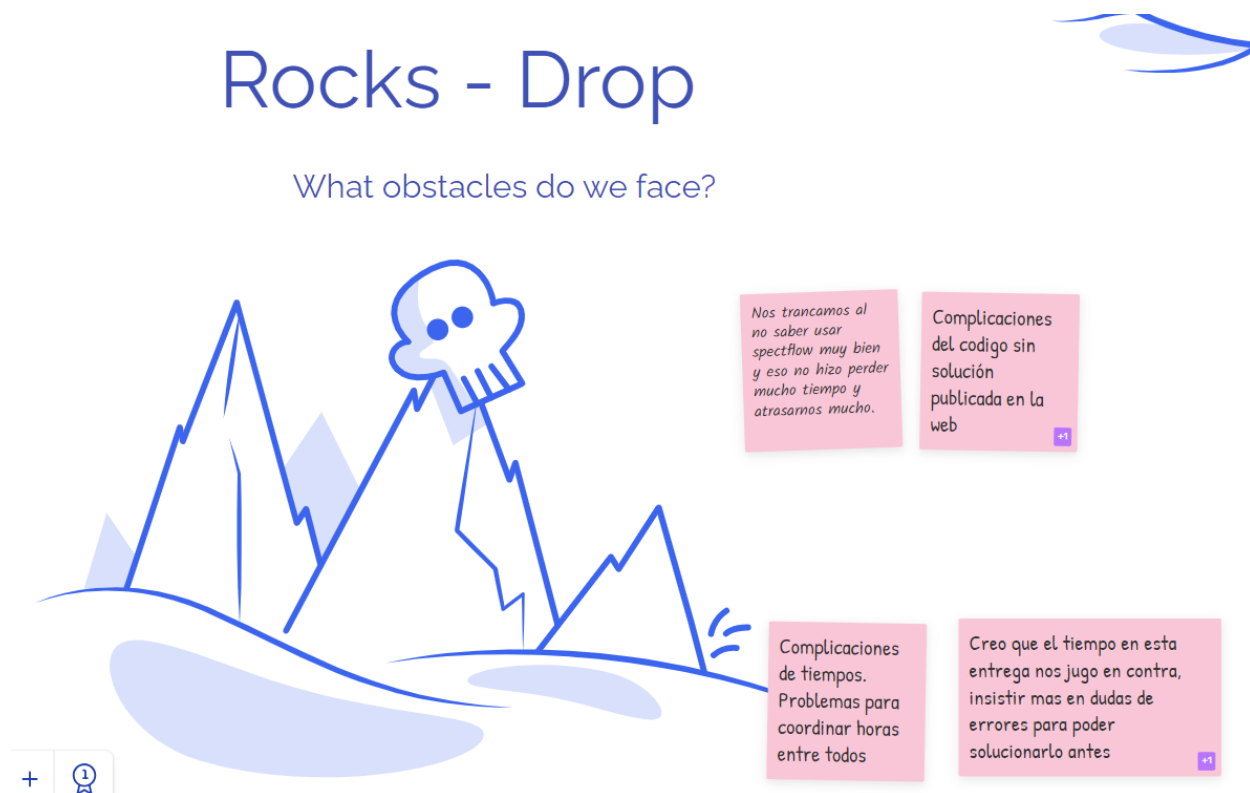 Rocks - Drop
What obstacles do we face?
Nos trancamos al
no saber usar
spectflow muy bien
y eso no hizo perder
mucho tiempo y
atrasarnos mucho.
Complicaciones
del codigo sin
solución
publicada en la
web
+1
Complicaciones
de tiempos.
Problemas para
coordinar horas
entre todos
Creo que el tiempo en esta
entrega nos jugo en contra,
insistir mas en dudas de
errores para poder
solucionarlo antes
+1
+
1